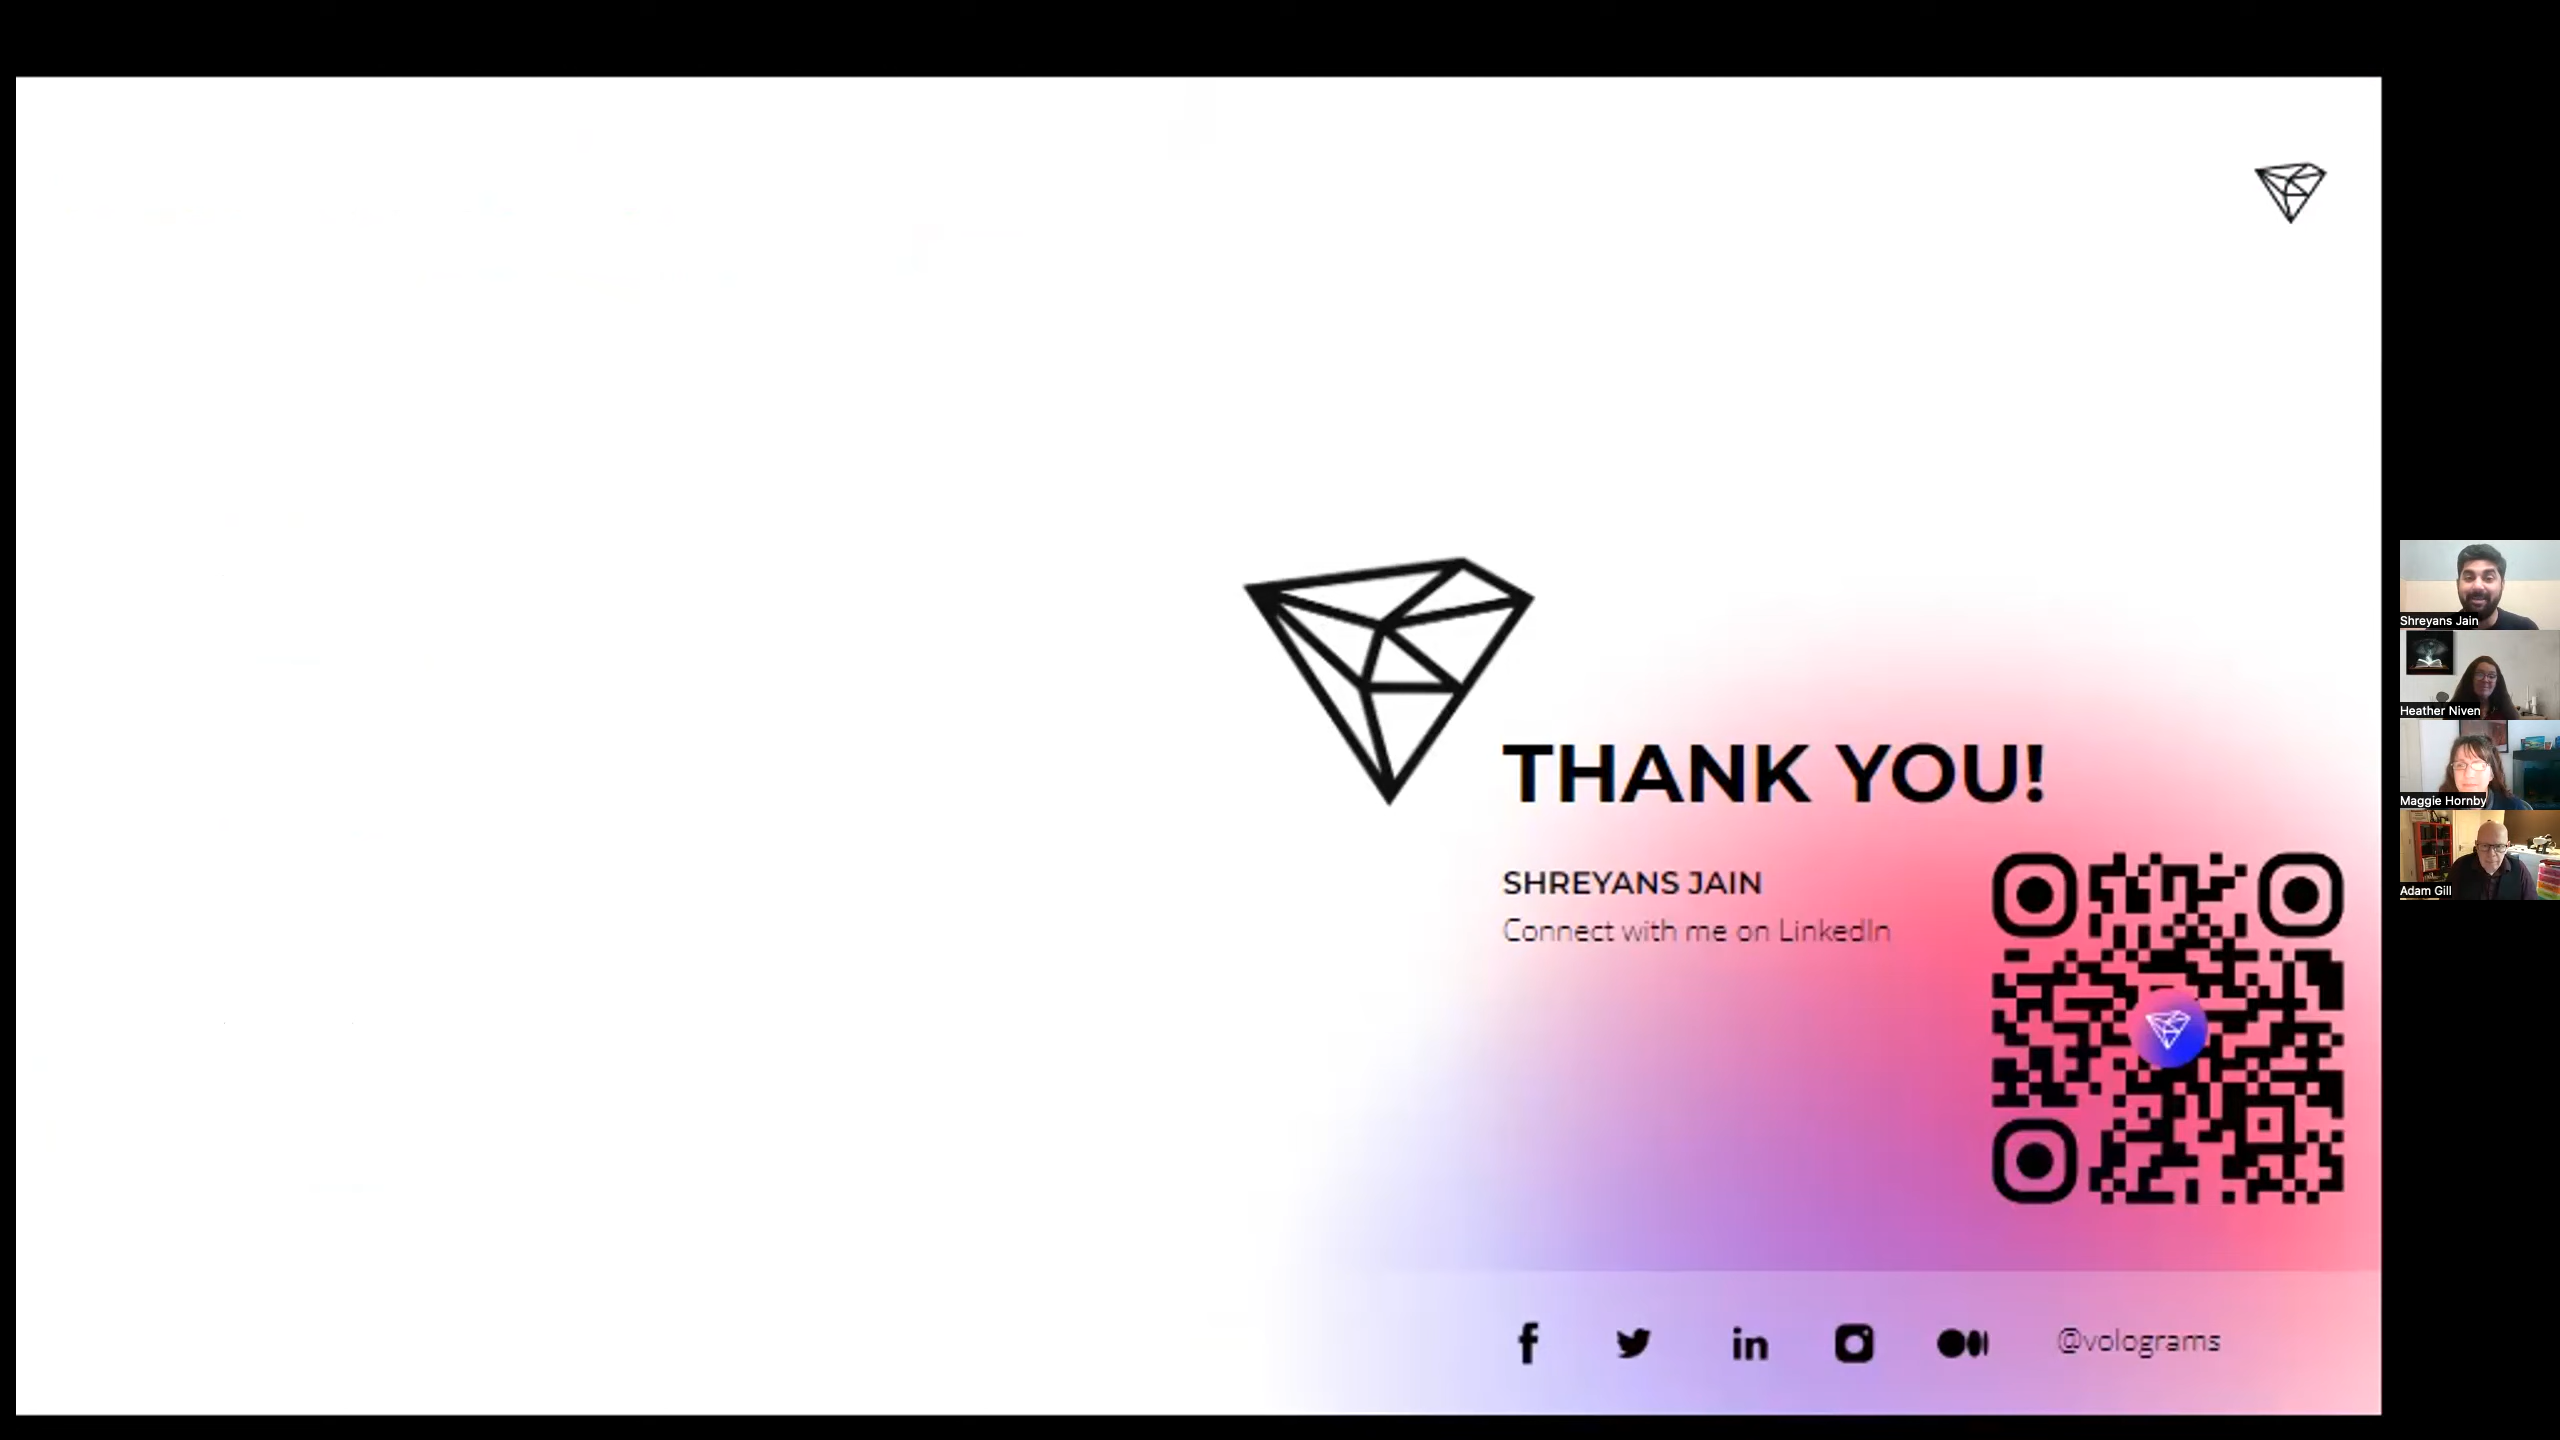 THANK YOU!
SHREYANS JAIN
Connect with me on LinkedIn
@volograms
Shreyans Jain
Heather Niven
Maggie Hornby
Adam Gill